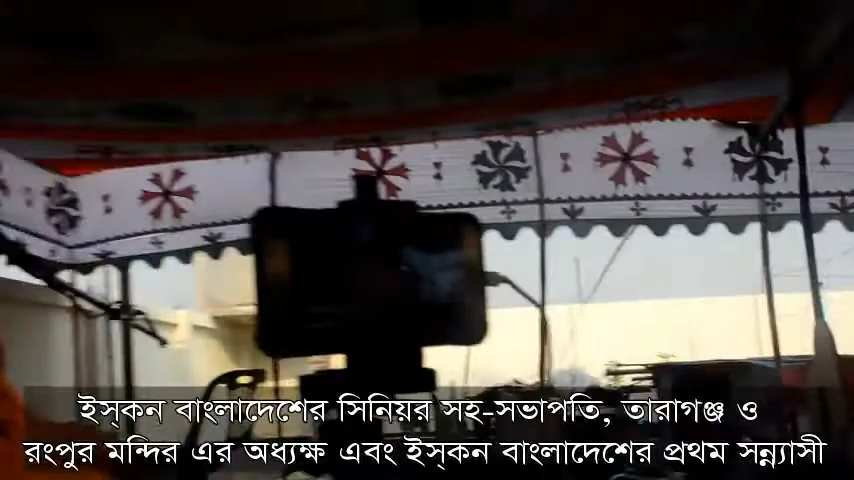 ইস্‌কন বাংলাদেশের সিনিয়র সহ-সভাপতি, তারাগঞ্জ ও
রংপুর মন্দির এর অধ্যক্ষ এবং ইস্‌কন বাংলাদেশের প্রথম সন্ন্যাসী